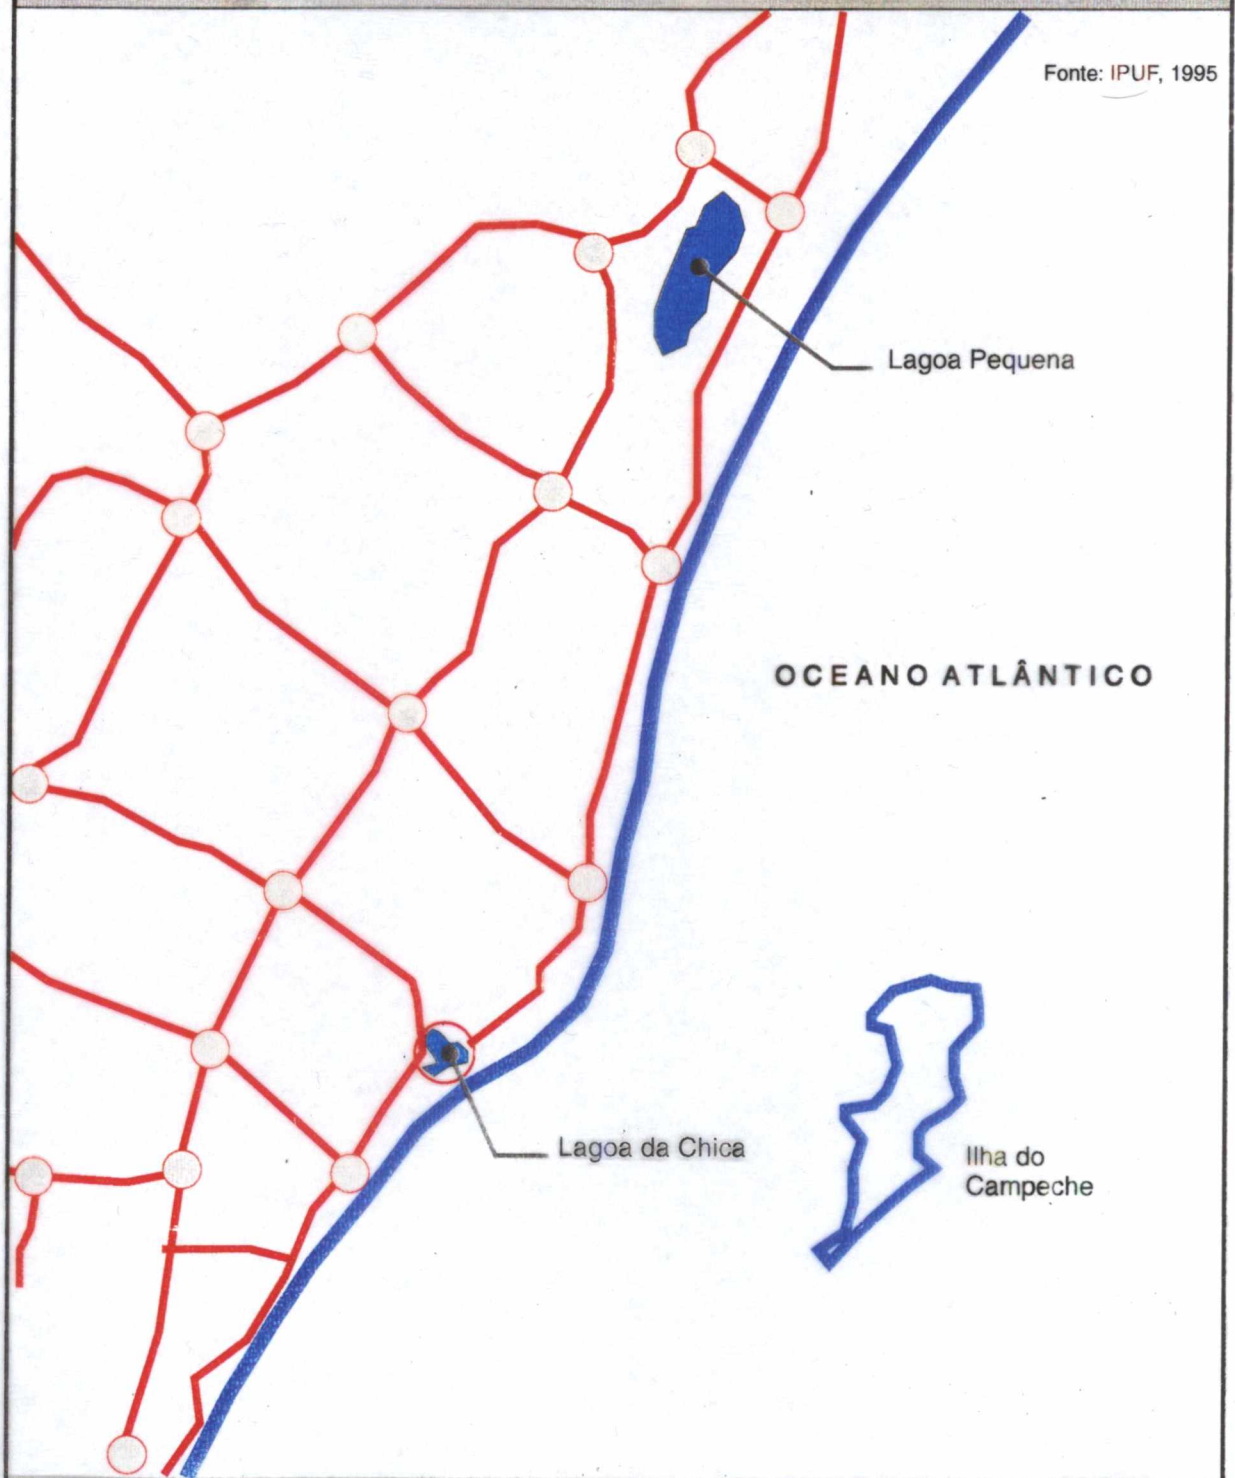 Fonte: IPUF, 1995
Lagoa Pequena
OCEANO ATLÂNTICO
Lagoa da Chica
Ilha do
Campeche